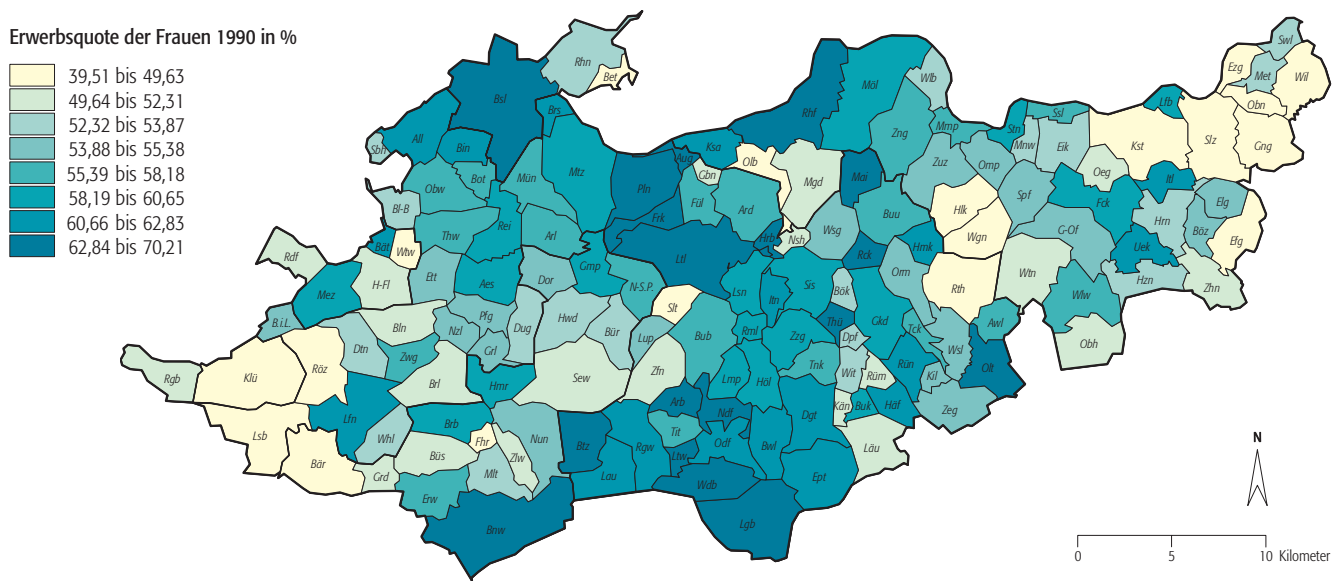 Erwerbsquote der Frauen 1990 in %
39,51 bis 49,63
49,64 bis 52,31
52,32 bis 53,87
53,88 bis 55,38
55,39 bis 58,18
58,19 bis 60,65
60,66 bis 62,83
62,84 bis 70,21
Rhn
Bet
Bsl
Brs
All
Bin
Sbh
Mtz
Mün
Bot
Obw
Bl-B
Rei
Thw
Arl
Bät
Wtw
Rdf
Mez
H-Fl
Ett
Aes
Gmp
Dor
B.i.L.
Bln
Pfg
Nzl
Dug
Hwd
Bür
N-S.P.
Dtn
Zwg
Grl
Lup
Rgb
Klü
Röz
Brl
Hmr
Sew
Zfn
Lsb
Lfn
Whl
Brb
Bär
Grd
Büs
Fhr
Zlw
Nun
Mlt
Erw
Bnw
Btz
Lau
Rgw
Tit
Arb
Ltw
Ndf
Odf
Wdb
Lgb
Bwl
Ept
Dgt
Lmp
Höl
Rml
Zzg
Tnk
Bub
Slt
Lsn
Itn
Sis
Ltl
Frk
Pln
Aug
Ksa
Gbn
Olb
Fül
Ard
Hrb
Nsh
Mgd
Rhf
Möl
Wlb
Zng
Mmp
Mai
Wsg
Buu
Rck
Hmk
Orm
Bök
Thü
Gkd
Dpf
Wit
Rüm
Kän
Buk
Häf
Läu
Rün
Tck
Kil
Wsl
Zeg
Olt
Awl
Rth
Hlk
Wgn
Zuz
Omp
Stn
Mnw
Ssl
Eik
Spf
G-Of
Wtn
Wlw
Obh
Oeg
Fck
Kst
Lfb
Itl
Hrn
Uek
Hzn
Elg
Böz
Efg
Zhn
Slz
Gng
Obn
Ezg
Met
Swl
Wil
N
0 5 10 Kilometer